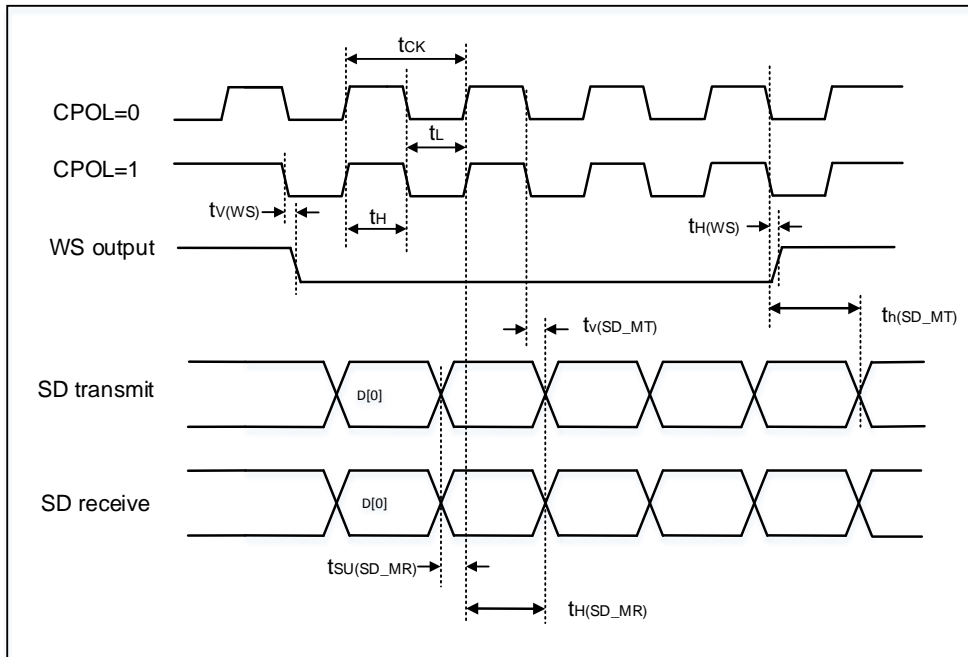 tCK
CPOL=0
tL
CPOL=1
tV(WS)
tH
tH(WS)
WS output
tv(SD_MT)
th(SD_MT)
SD transmit
D[0]
SD receive
D[0]
tSU(SD_MR)
tH(SD_MR)